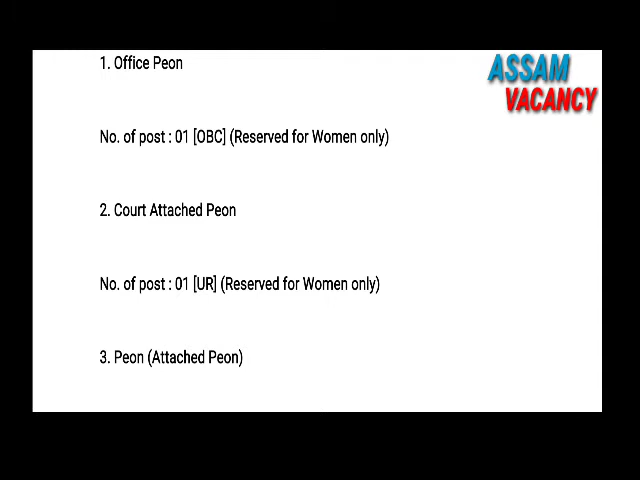 1. Office Peon
ASSAM
VACANCY
No. of post : 01 [OBC] (Reserved for Women only)
2. Court Attached Peon
No. of post : 01 [UR] (Reserved for Women only)
3. Peon (Attached Peon)